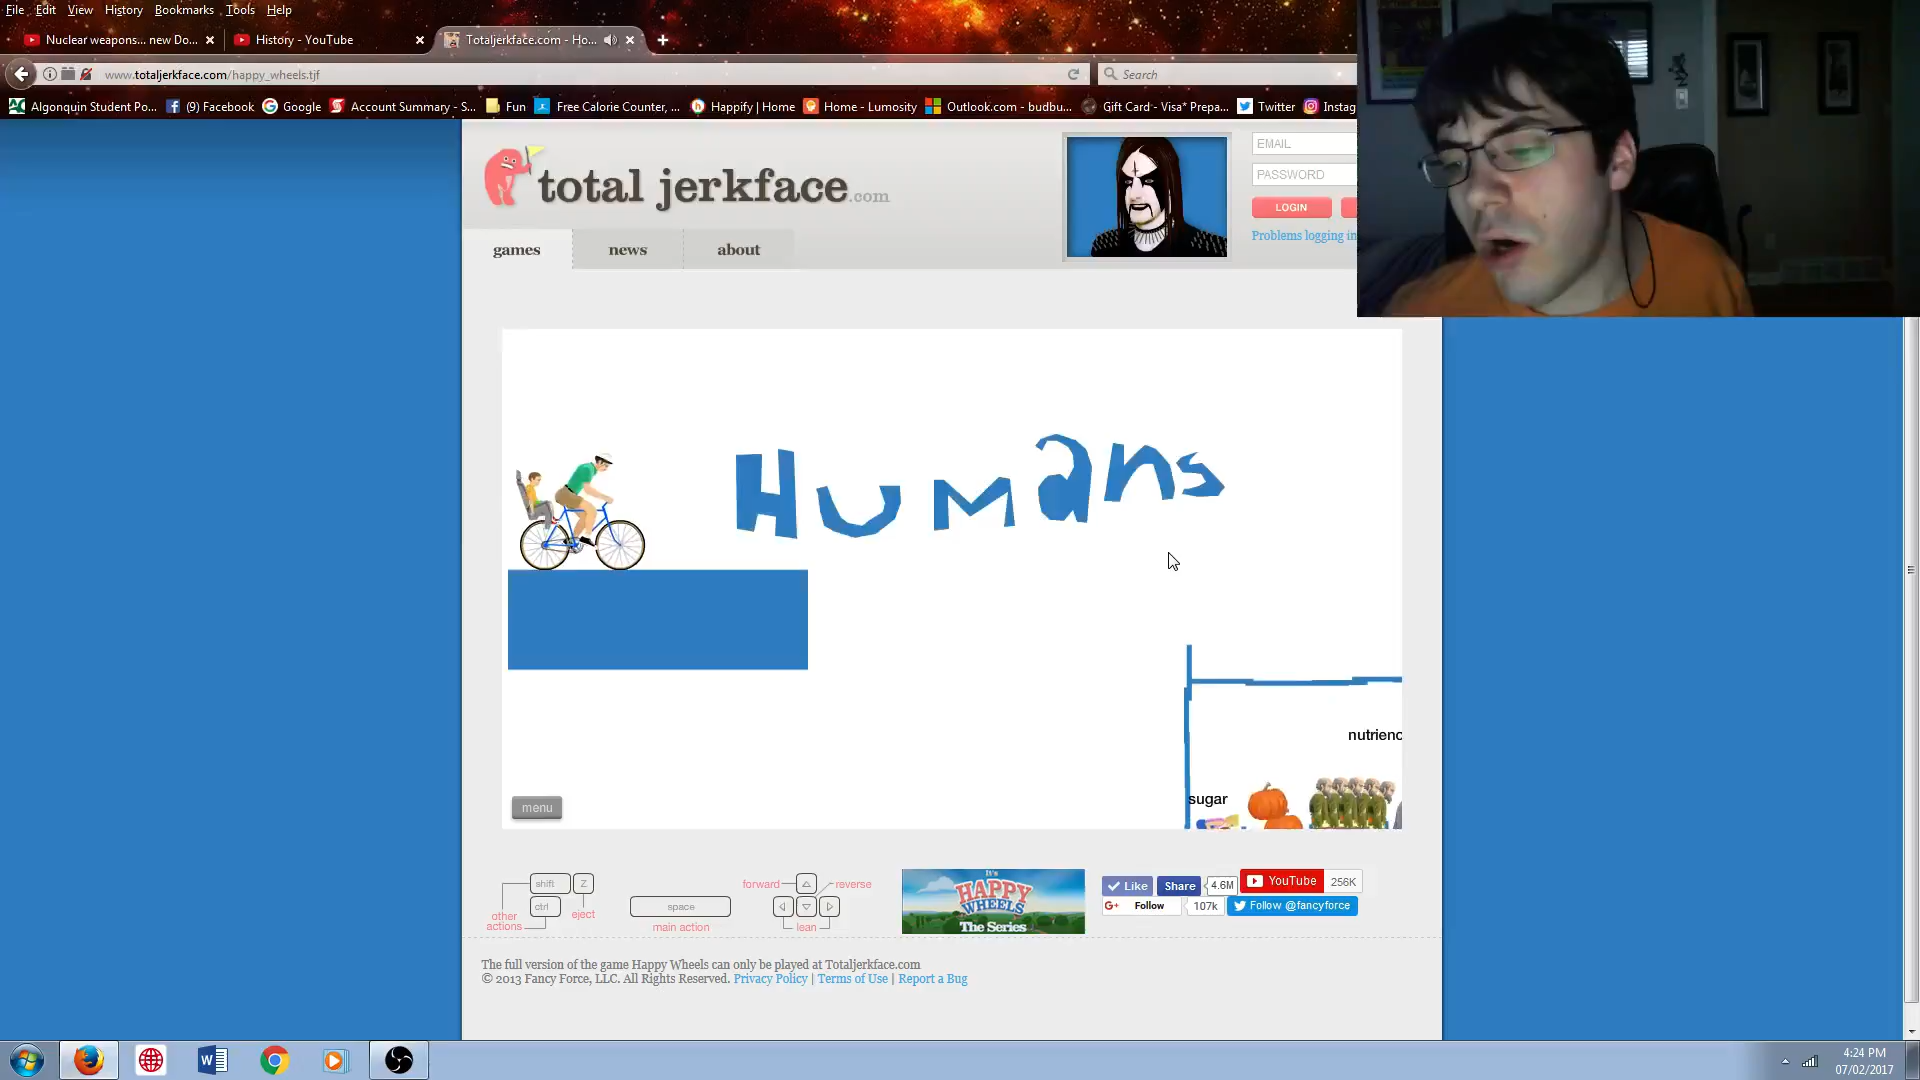 File Edit View History Bookmarks Tools Help
Nuclear weapons... new Do...
History - YouTube
Totaljerkface.com - Ho...
www.totaljerkface.com/happy_wheels.tjf
Search
Algonquin Student Po...
(9) Facebook
Google
Account Summary - S...
Fun
Free Calorie Counter, ...
Happify | Home
Home - Lumosity
Outlook.com - budbu...
Gift Card - Visa* Prepa...
Twitter
Instag
total jerkface.com
EMAIL
PASSWORD
LOGIN
Problems logging in
games
news
about
Humans
nutrienc
sugar
menu
shift
Z
ctrl
other actions
eject
space
main action
forward
reverse
lean
IT'S
HAPPY
WHEELS
The Series
Like
Share
4.6M
YouTube
256K
G+ Follow
107k
Follow @fancyforce
The full version of the game Happy Wheels can only be played at Totaljerkface.com
© 2013 Fancy Force, LLC. All Rights Reserved. Privacy Policy | Terms of Use | Report a Bug
4:24 PM
07/02/2017